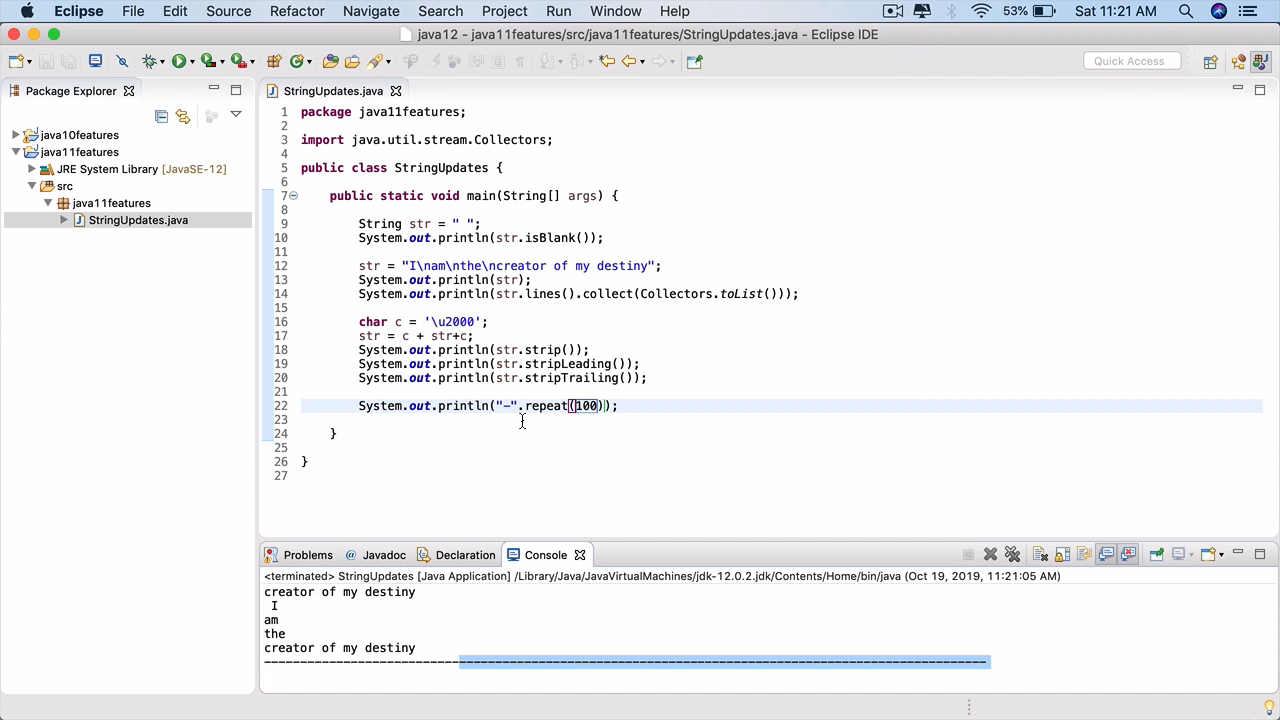 Eclipse File Edit Source Refactor Navigate Search Project Run Window Help 53% Sat 11:21 AM
java12 - java11features/src/java11features/StringUpdates.java - Eclipse IDE
Quick Access
Package Explorer
java10features
java11features
JRE System Library [JavaSE-12]
src
java11features
StringUpdates.java
StringUpdates.java
1 package java11features;
2
3 import java.util.stream.Collectors;
4
5 public class StringUpdates {
6
7 public static void main(String[] args) {
8
9 String str = " ";
10 System.out.println(str.isBlank());
11
12 str = "I\nam\nthe\ncreator of my destiny";
13 System.out.println(str);
14 System.out.println(str.lines().collect(Collectors.toList()));
15
16 char c = '\u2000';
17 str = c + str+c;
18 System.out.println(str.strip());
19 System.out.println(str.stripLeading());
20 System.out.println(str.stripTrailing());
21
22 System.out.println("-".repeat(100));
23
24 }
25
26 }
27
Problems @ Javadoc Declaration Console
<terminated> StringUpdates [Java Application] /Library/Java/JavaVirtualMachines/jdk-12.0.2.jdk/Contents/Home/bin/java (Oct 19, 2019, 11:21:05 AM)
creator of my destiny
I
am
the
creator of my destiny
----------------------------------------------------------------------------------------------------